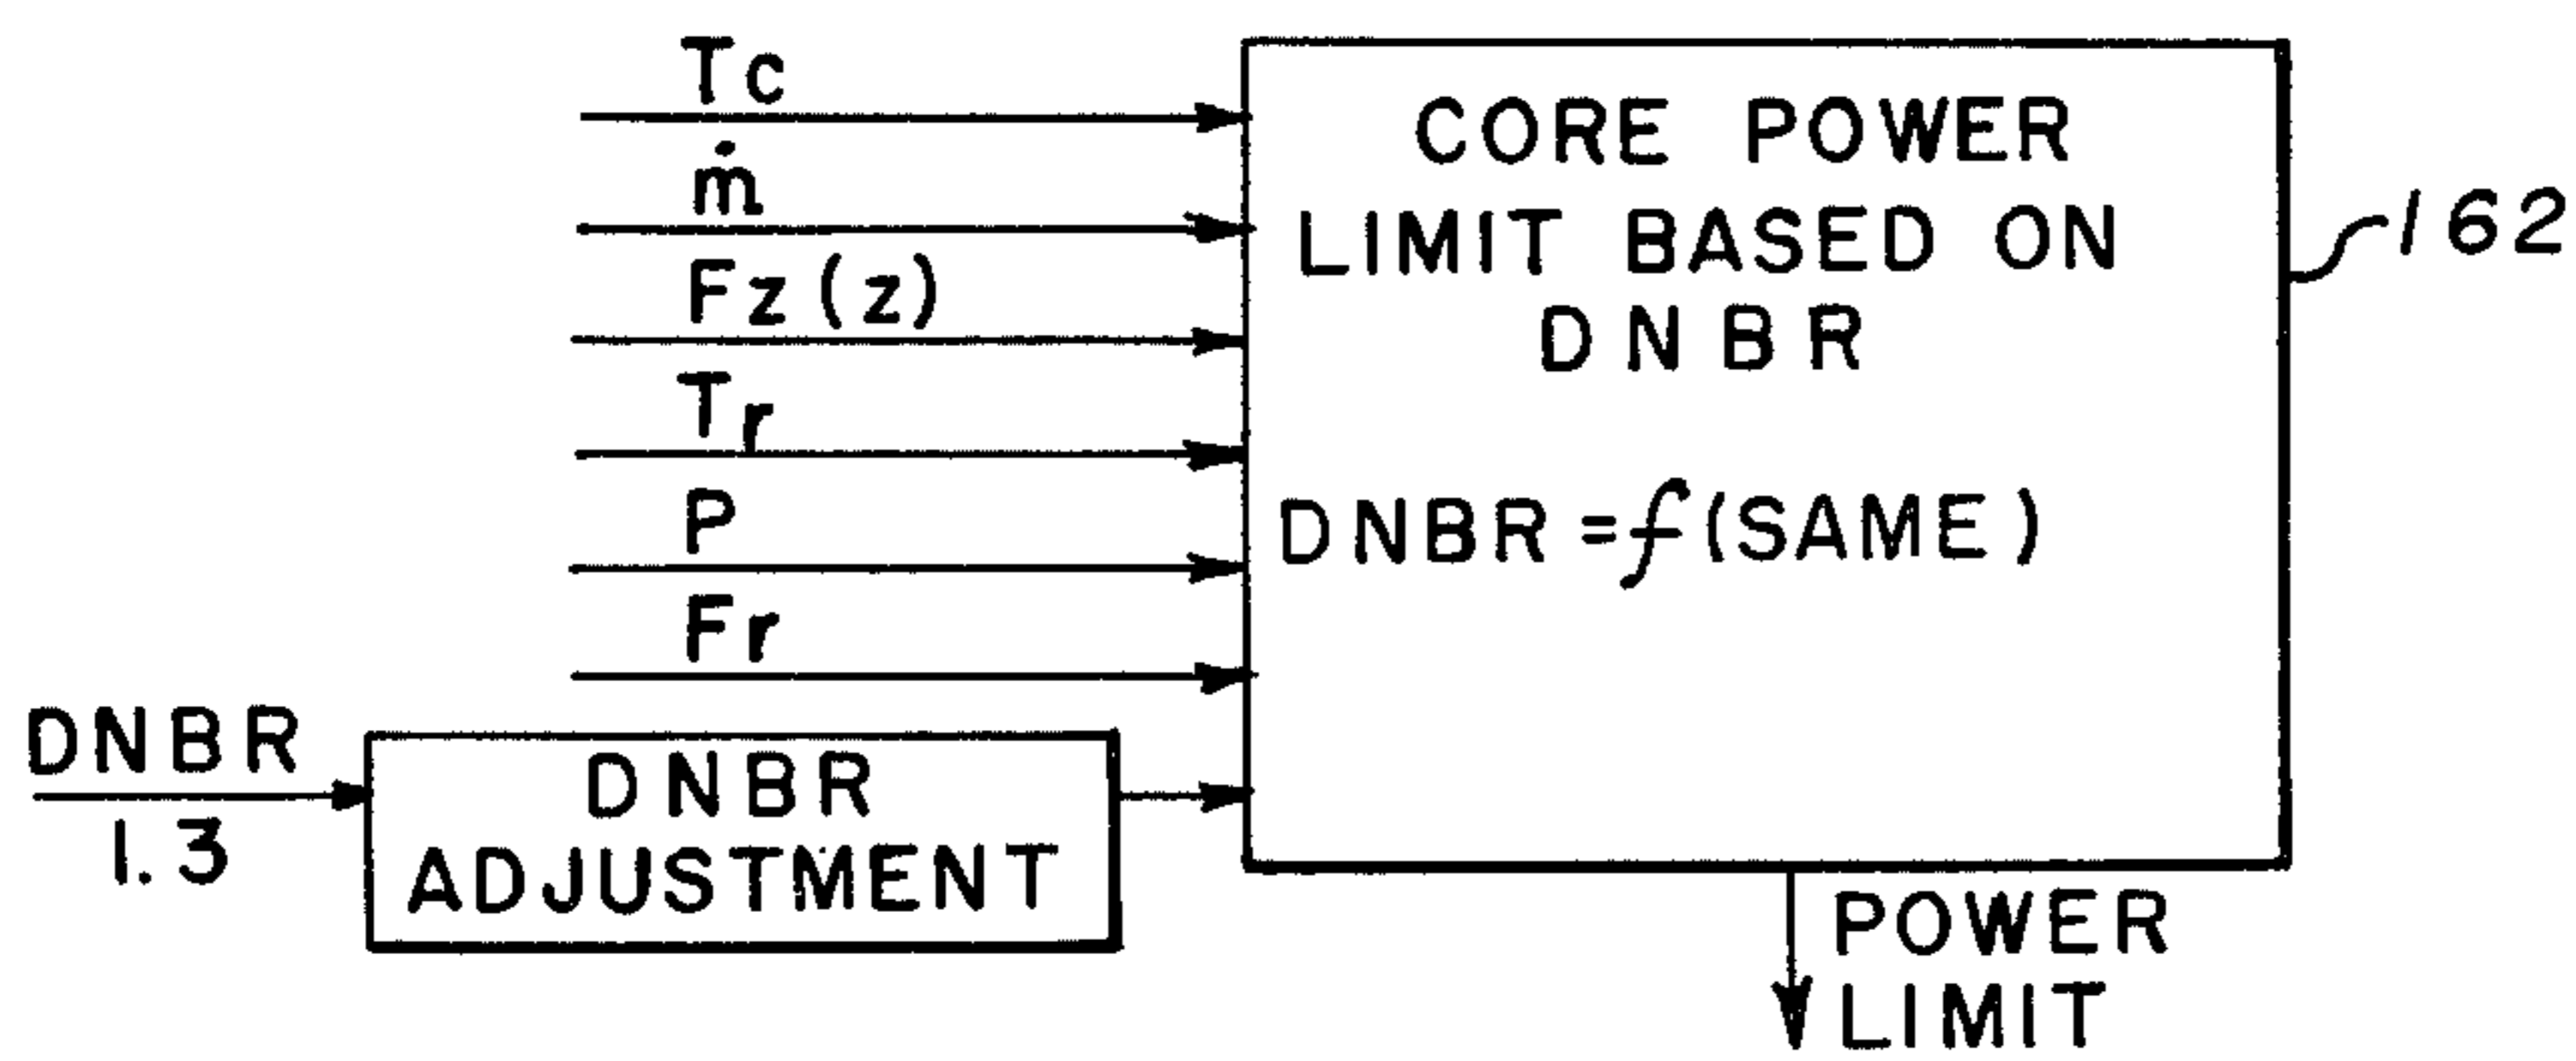 Tc
ṁ
Fz (z)
Tr
P
Fr
DNBR
1.3
DNBR
ADJUSTMENT
CORE POWER
LIMIT BASED ON
DNBR
DNBR = f (SAME)
162
POWER
LIMIT